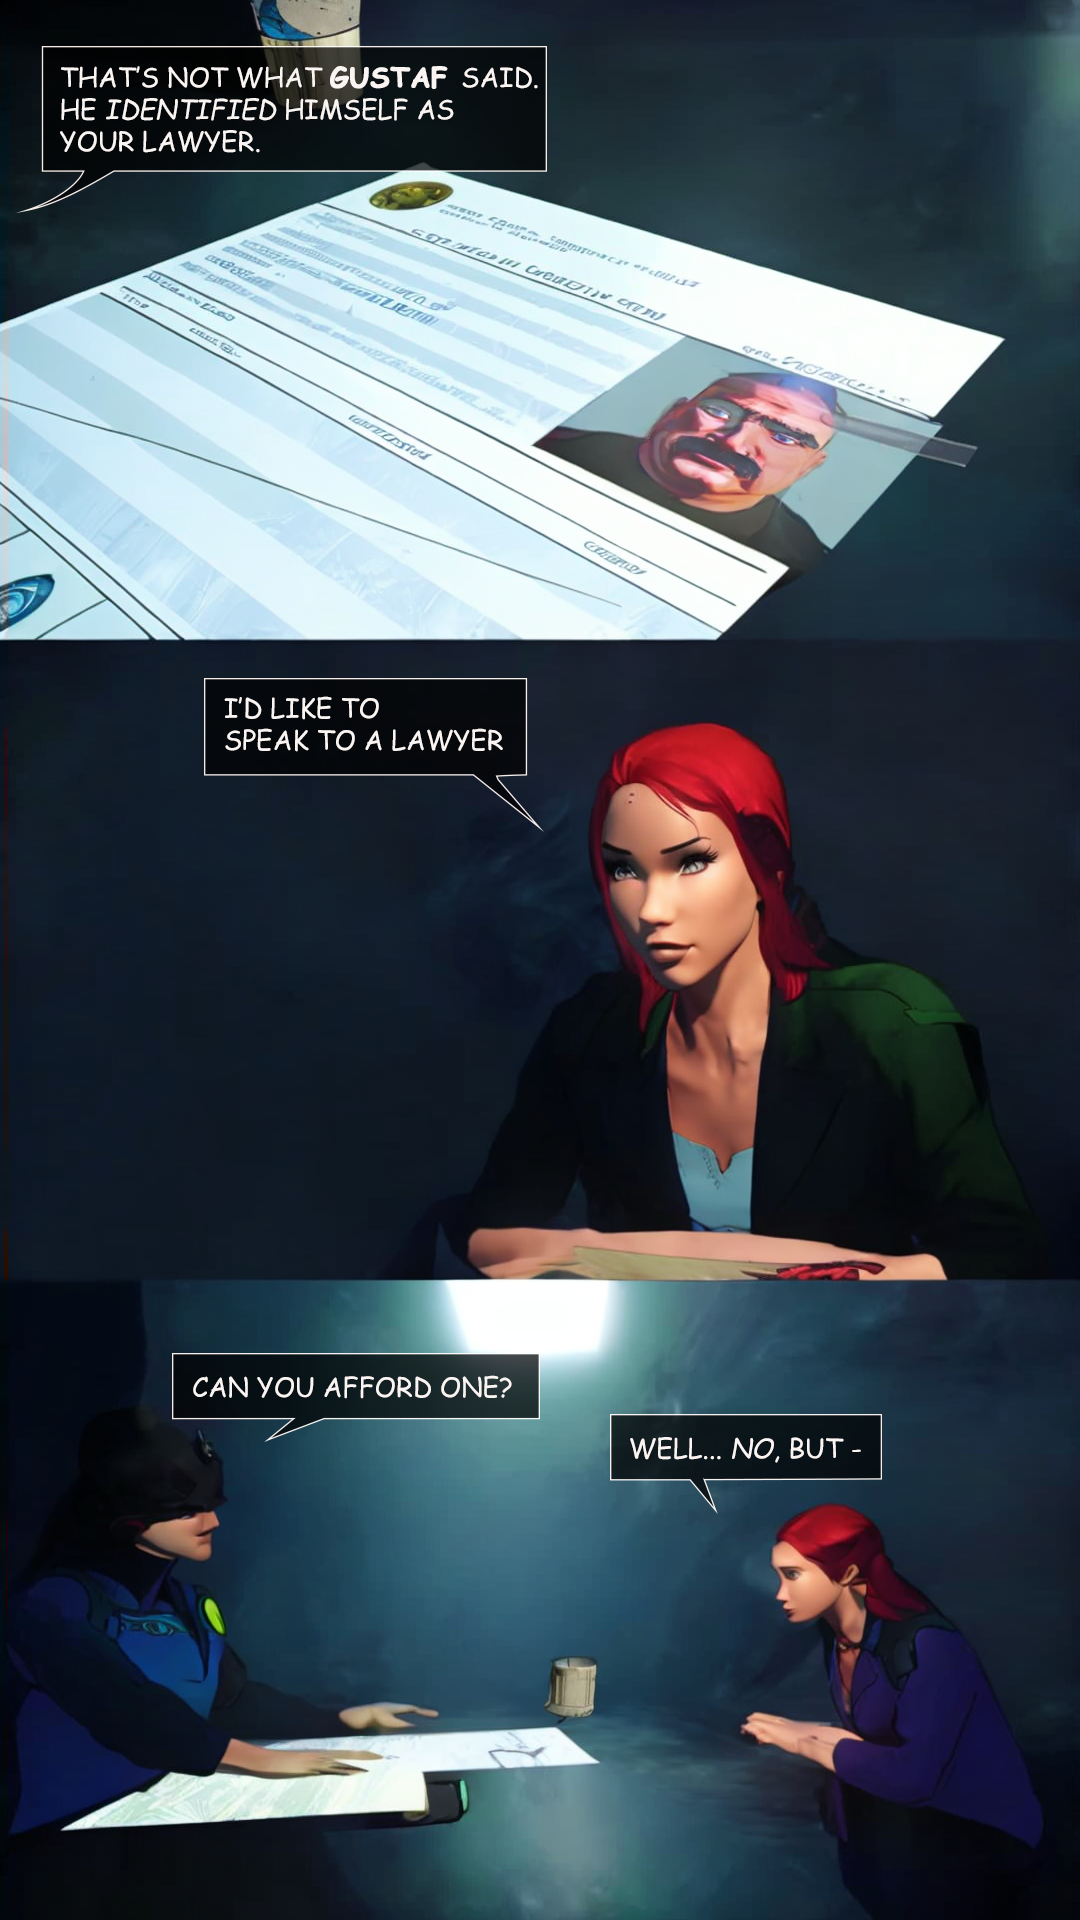 THAT'S NOT WHAT GUSTAF SAID.
HE IDENTIFIED HIMSELF AS
YOUR LAWYER.
I'D LIKE TO
SPEAK TO A LAWYER
CAN YOU AFFORD ONE?
WELL... NO, BUT -